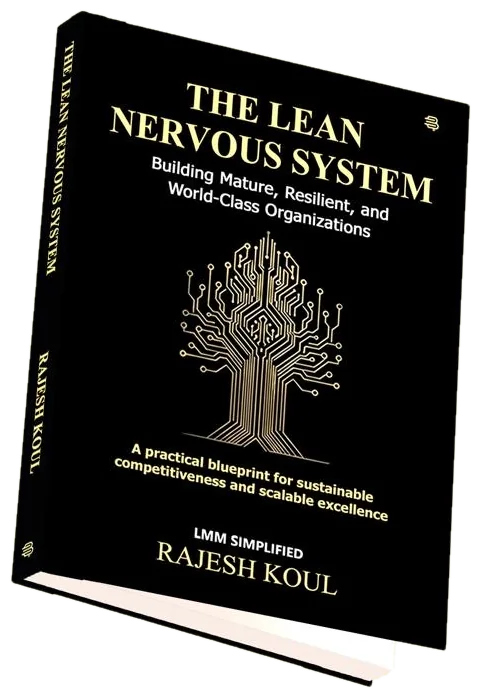 THE LEAN NERVOUS SYSTEM
RAJESH KOUL
THE LEAN
NERVOUS SYSTEM
Building Mature, Resilient, and
World-Class Organizations
A practical blueprint for sustainable
competitiveness and scalable excellence
LMM SIMPLIFIED
RAJESH KOUL